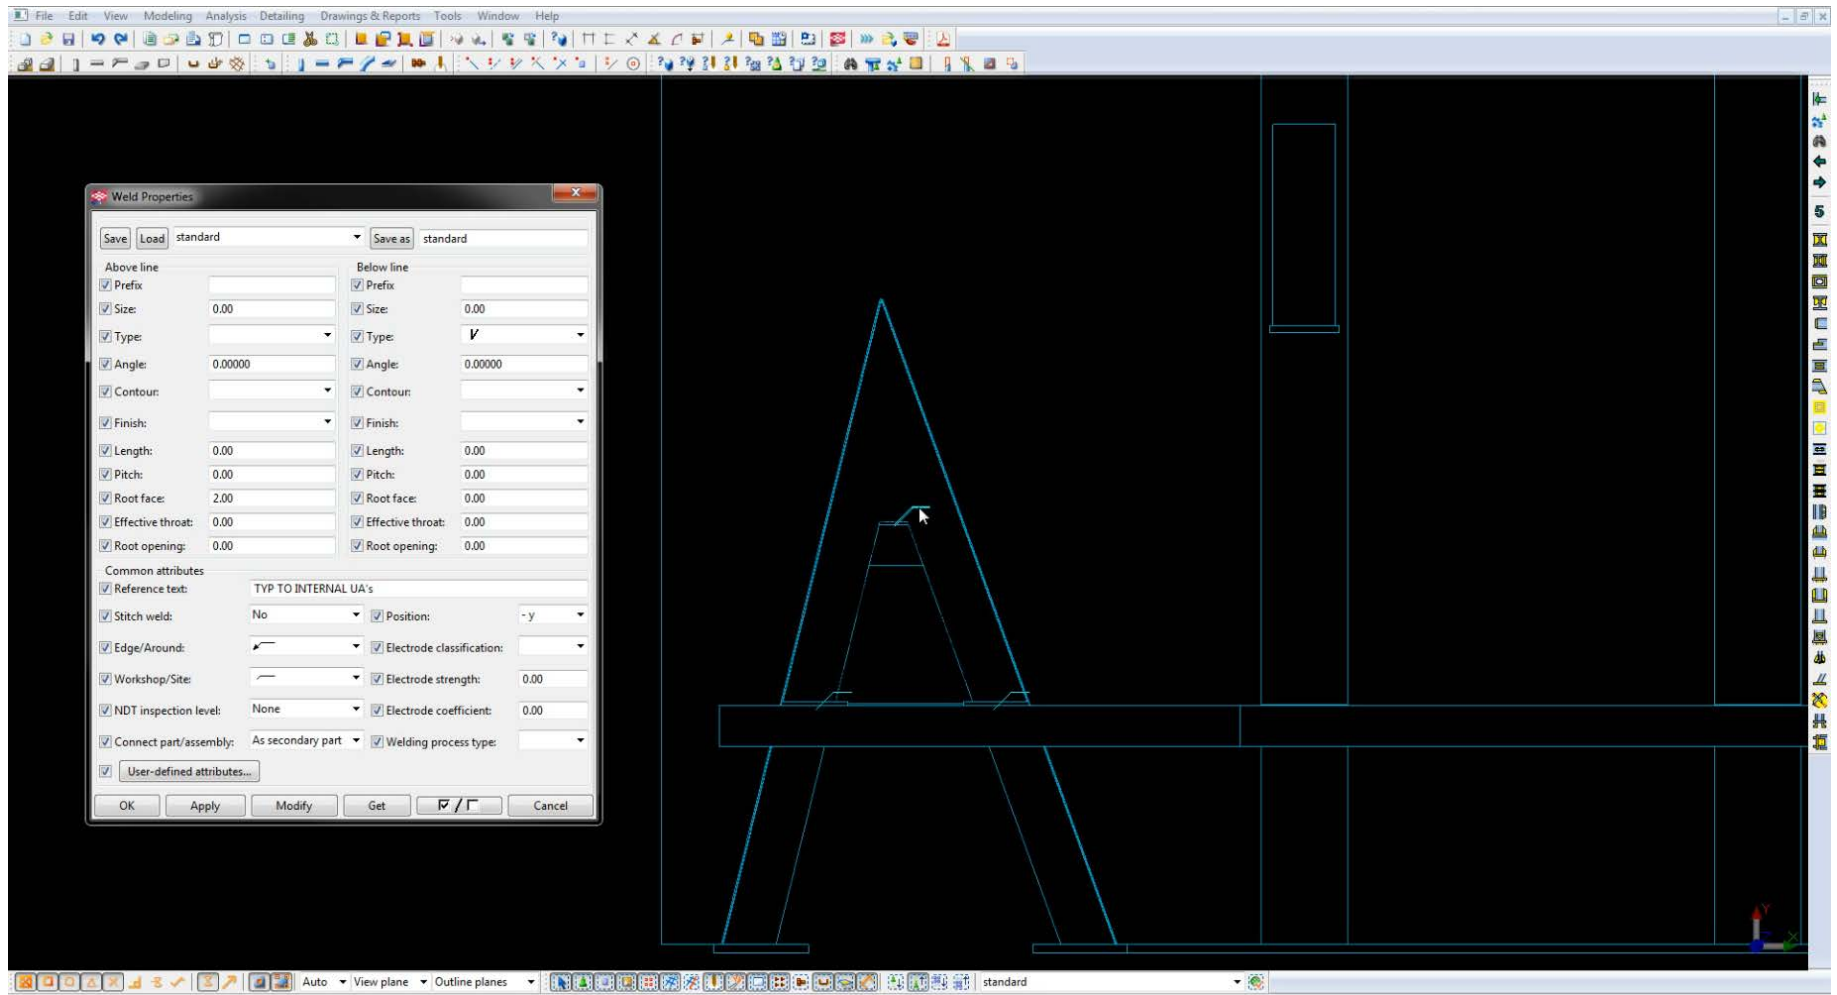 File Edit View Modeling Analysis Detailing Drawings & Reports Tools Window Help
5
Weld Properties
Save Load standard Save as standard
Above line Below line
Prefix Prefix
Size: 0.00 Size: 0.00
Type: Type: V
Angle: 0.00000 Angle: 0.00000
Contour: Contour:
Finish: Finish:
Length: 0.00 Length: 0.00
Pitch: 0.00 Pitch: 0.00
Root face: 2.00 Root face: 0.00
Effective throat: 0.00 Effective throat: 0.00
Root opening: 0.00 Root opening: 0.00
Common attributes
Reference text: TYP TO INTERNAL UA's
Stitch weld: No Position: - y
Edge/Around: Electrode classification:
Workshop/Site: Electrode strength: 0.00
NDT inspection level: None Electrode coefficient: 0.00
Connect part/assembly: As secondary part Welding process type:
User-defined attributes...
OK Apply Modify Get / Cancel
Y
X
Auto View plane Outline planes standard